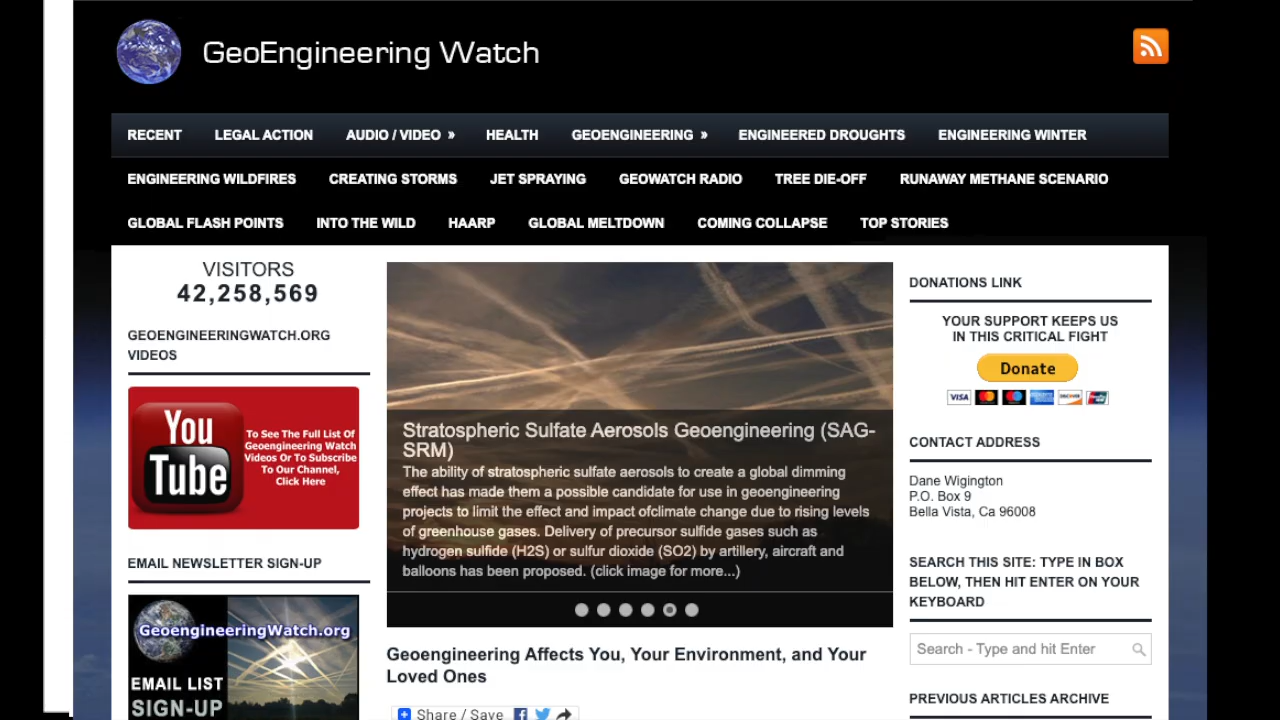 GeoEngineering Watch
RECENT LEGAL ACTION AUDIO / VIDEO » HEALTH GEOENGINEERING » ENGINEERED DROUGHTS ENGINEERING WINTER
ENGINEERING WILDFIRES CREATING STORMS JET SPRAYING GEOWATCH RADIO TREE DIE-OFF RUNAWAY METHANE SCENARIO
GLOBAL FLASH POINTS INTO THE WILD HAARP GLOBAL MELTDOWN COMING COLLAPSE TOP STORIES
VISITORS
42,258,569
GEOENGINEERINGWATCH.ORG
VIDEOS
You
Tube
To See The Full List Of
Geoengineering Watch
Videos Or To Subscribe
To Our Channel,
Click Here
EMAIL NEWSLETTER SIGN-UP
GeoengineeringWatch.org
EMAIL LIST
SIGN-UP
Stratospheric Sulfate Aerosols Geoengineering (SAG-
SRM)
The ability of stratospheric sulfate aerosols to create a global dimming
effect has made them a possible candidate for use in geoengineering
projects to limit the effect and impact ofclimate change due to rising levels
of greenhouse gases. Delivery of precursor sulfide gases such as
hydrogen sulfide (H2S) or sulfur dioxide (SO2) by artillery, aircraft and
balloons has been proposed. (click image for more...)
Geoengineering Affects You, Your Environment, and Your
Loved Ones
Share / Save
DONATIONS LINK
YOUR SUPPORT KEEPS US
IN THIS CRITICAL FIGHT
Donate
VISA
CONTACT ADDRESS
Dane Wigington
P.O. Box 9
Bella Vista, Ca 96008
SEARCH THIS SITE: TYPE IN BOX
BELOW, THEN HIT ENTER ON YOUR
KEYBOARD
Search - Type and hit Enter
PREVIOUS ARTICLES ARCHIVE